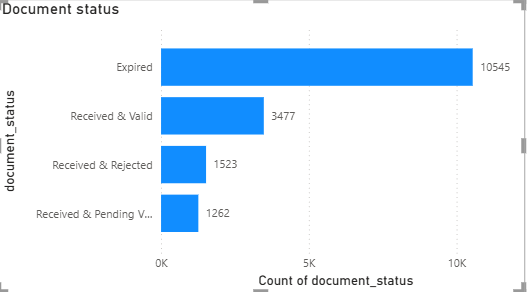 Document status
document_status
Expired
10545
Received & Valid
3477
Received & Rejected
1523
Received & Pending V...
1262
0K
5K
10K
Count of document_status